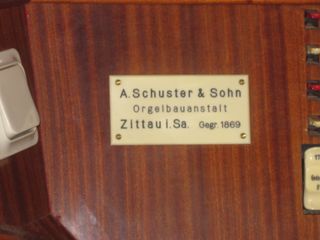 A. Schuster & Sohn
Orgelbauanstalt
Zittau i. Sa. Gegr. 1869